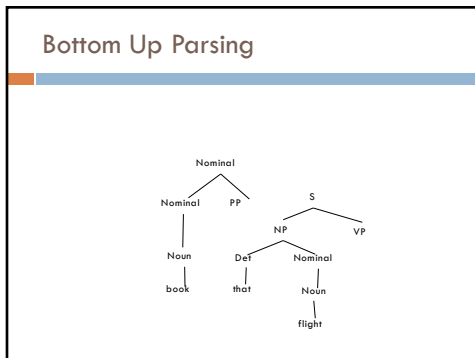 Bottom Up Parsing
Nominal
Nominal PP S
NP VP
Noun Det Nominal
book that Noun
flight